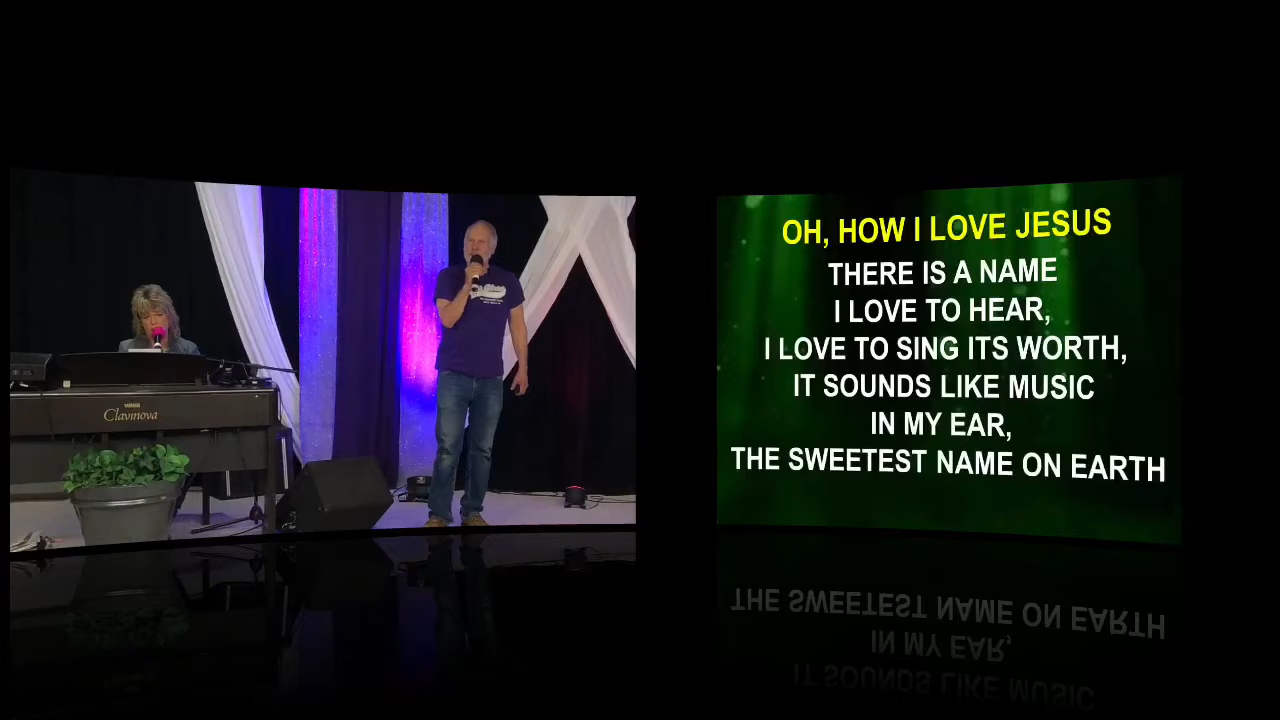 YAMAHA
Clavinova
OH, HOW I LOVE JESUS
THERE IS A NAME
I LOVE TO HEAR,
I LOVE TO SING ITS WORTH,
IT SOUNDS LIKE MUSIC
IN MY EAR,
THE SWEETEST NAME ON EARTH